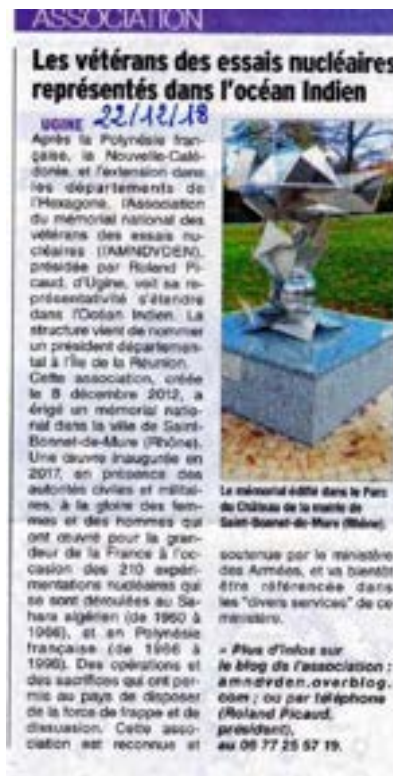 ASSOCIATION
Les vétérans des essais nucléaires
représentés dans l'océan Indien
UGINE 22/12/18
Après la Polynésie fran-
çaise, la Nouvelle-Calé-
donie, et l'extension dans
les départements de
l'Hexagone, l'Association
du mémorial national des
vétérans des essais nu-
cléaires (l'AMNDVDEN),
présidée par Roland Pi-
caud, d'Ugine, voit sa re-
présentativité s'étendre
dans l'Océan Indien. La
structure vient de nommer
un président départemen-
tal à l'Île de la Réunion.
Cette association, créée
le 8 décembre 2012, a
érigé un mémorial natio-
nal dans la ville de Saint-
Bonnet-de-Mure (Rhône).
Une œuvre inaugurée en
2017, en présence des
autorités civiles et militai-
res, à la gloire des fem-
mes et des hommes qui
ont œuvré pour la gran-
deur de la France à l'oc-
casion des 210 expéri-
mentations nucléaires qui
se sont déroulées au Sa-
hara algérien (de 1960 à
1966), et en Polynésie
française (de 1966 à
1996). Des opérations et
des sacrifices qui ont per-
mis au pays de disposer
de la force de frappe et de
dissuasion. Cette asso-
ciation est reconnue et
Le mémorial édifié dans le Parc
du Château de la mairie de
Saint-Bonnet-de-Mure (Rhône).
soutenue par le ministère
des Armées, et va bientôt
être référencée dans
les "divers services" de ce
ministère.
» Plus d'infos sur
le blog de l'association :
amndvden.overblog.
com ; ou par téléphone
(Roland Picaud,
président),
au 06 77 25 57 19.